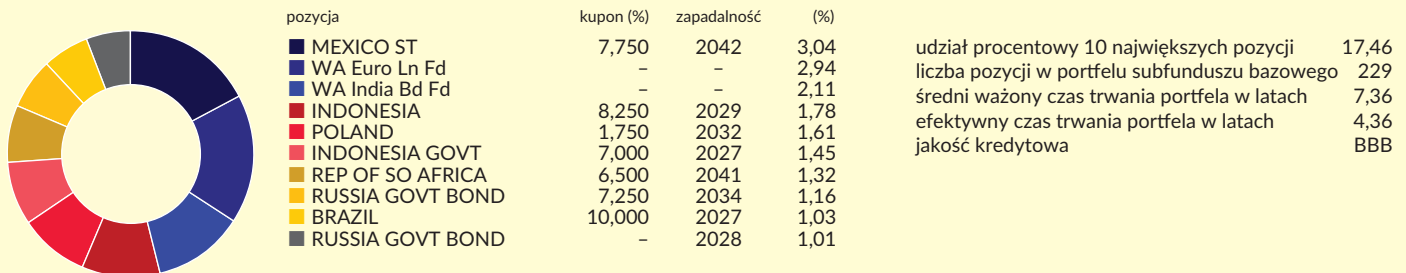 pozycja kupon (%) zapadalność (%)
MEXICO ST 7,750 2042 3,04
WA Euro Ln Fd – – 2,94
WA India Bd Fd – – 2,11
INDONESIA 8,250 2029 1,78
POLAND 1,750 2032 1,61
INDONESIA GOVT 7,000 2027 1,45
REP OF SO AFRICA 6,500 2041 1,32
RUSSIA GOVT BOND 7,250 2034 1,16
BRAZIL 10,000 2027 1,03
RUSSIA GOVT BOND – 2028 1,01
udział procentowy 10 największych pozycji 17,46
liczba pozycji w portfelu subfunduszu bazowego 229
średni ważony czas trwania portfela w latach 7,36
efektywny czas trwania portfela w latach 4,36
jakość kredytowa BBB